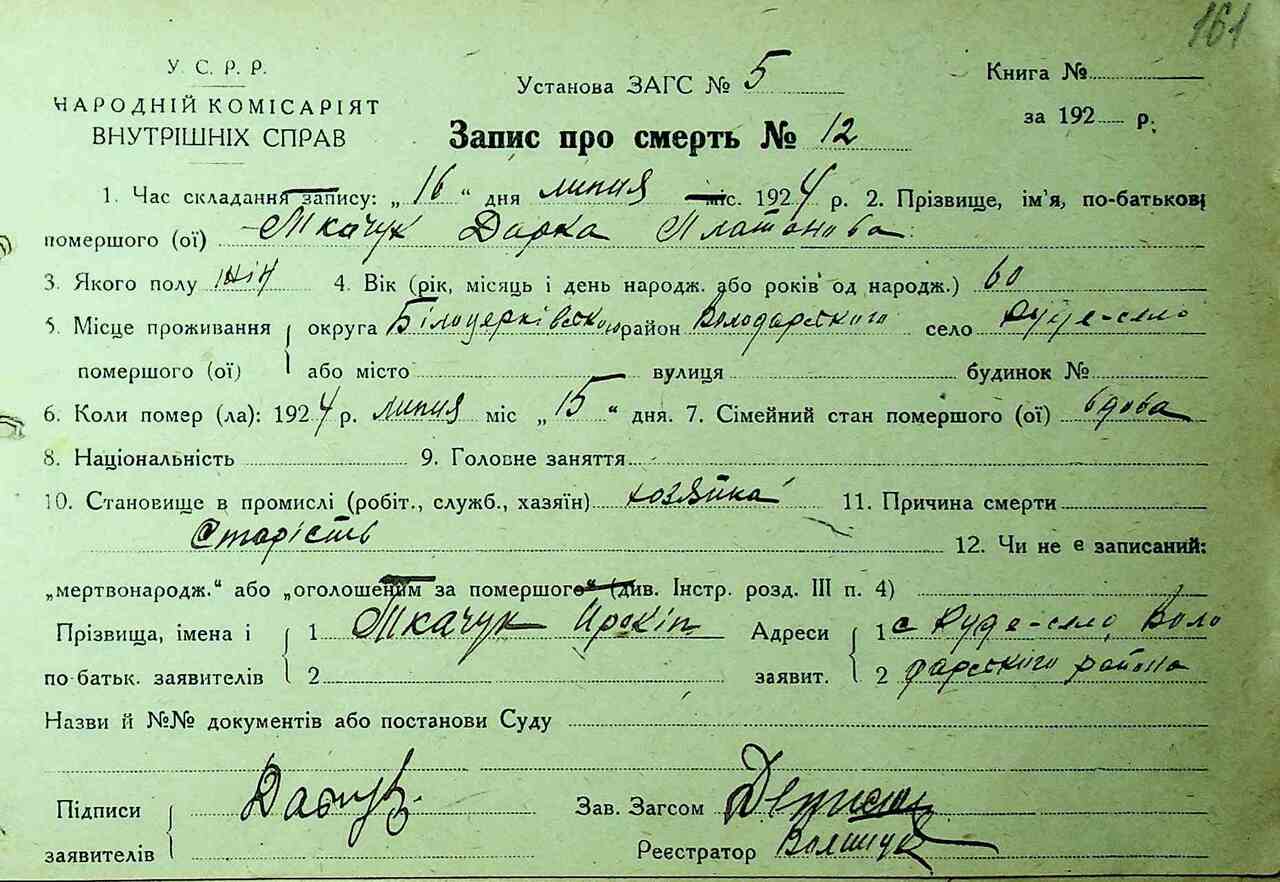 161
У. С. Р. Р.
НАРОДНІЙ КОМІСАРІЯТ
ВНУТРІШНІХ СПРАВ
Установа ЗАГС № 5
Книга №
за 192 р.
Запис про смерть № 12
1. Час складання запису: „16“ дня липня міс. 1924 р. 2. Прізвище, ім'я, по-батькові
помершого (ої) Ткачук Дарка Платонова
3. Якого полу жін 4. Вік (рік, місяць і день народж. або років од народж.) 60
5. Місце проживання округа Білоцерківського район Володарського село Руде-село
помершого (ої) або місто вулиця будинок №
6. Коли помер (ла): 1924 р. липня міс „15“ дня. 7. Сімейний стан помершого (ої) вдова
8. Національність 9. Головне заняття
10. Становище в промислі (робіт., служб., хазяїн) хозяйка 11. Причина смерти
Старість 12. Чи не є записаний:
„мертвонародж.“ або „оголошеним за помершого“ (див. Інстр. розд. III п. 4)
Прізвища, імена і 1 Ткачук Прокіп Адреси 1 с Руде-село, Воло
по-батьк. заявителів 2 заявит. 2 дарського района
Назви й №№ документів або постанови Суду
Підписи Зав. Загсом
заявителів Реєстратор